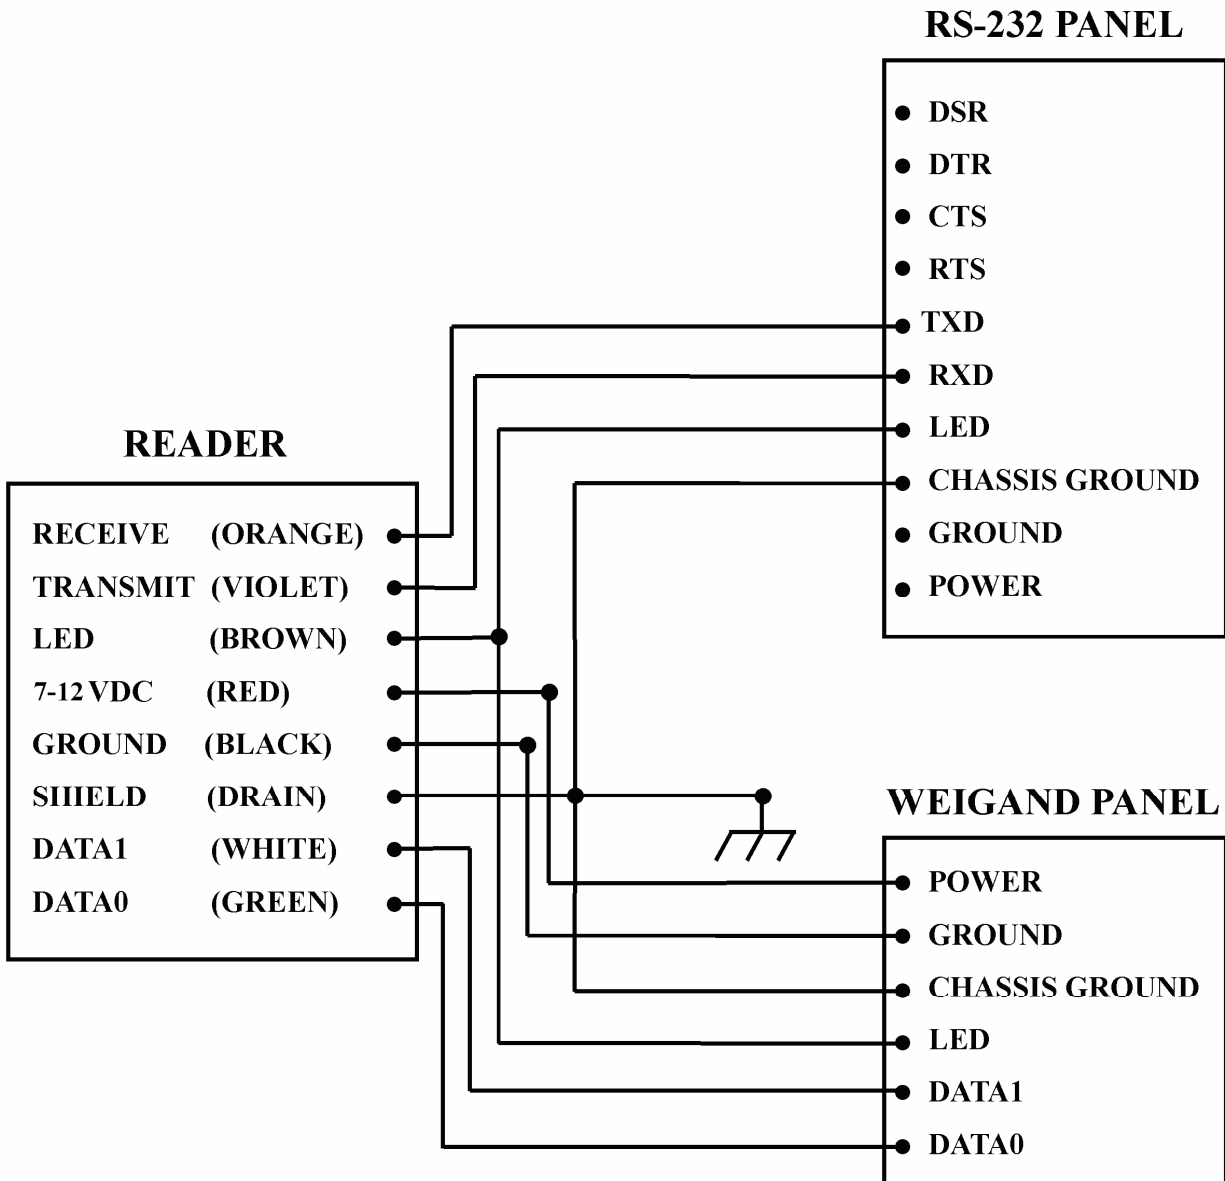 RS-232 PANEL
DSR
DTR
CTS
RTS
TXD
RXD
LED
CHASSIS GROUND
GROUND
POWER
READER
RECEIVE (ORANGE)
TRANSMIT (VIOLET)
LED (BROWN)
7-12 VDC (RED)
GROUND (BLACK)
SHIELD (DRAIN)
DATA1 (WHITE)
DATA0 (GREEN)
WEIGAND PANEL
POWER
GROUND
CHASSIS GROUND
LED
DATA1
DATA0